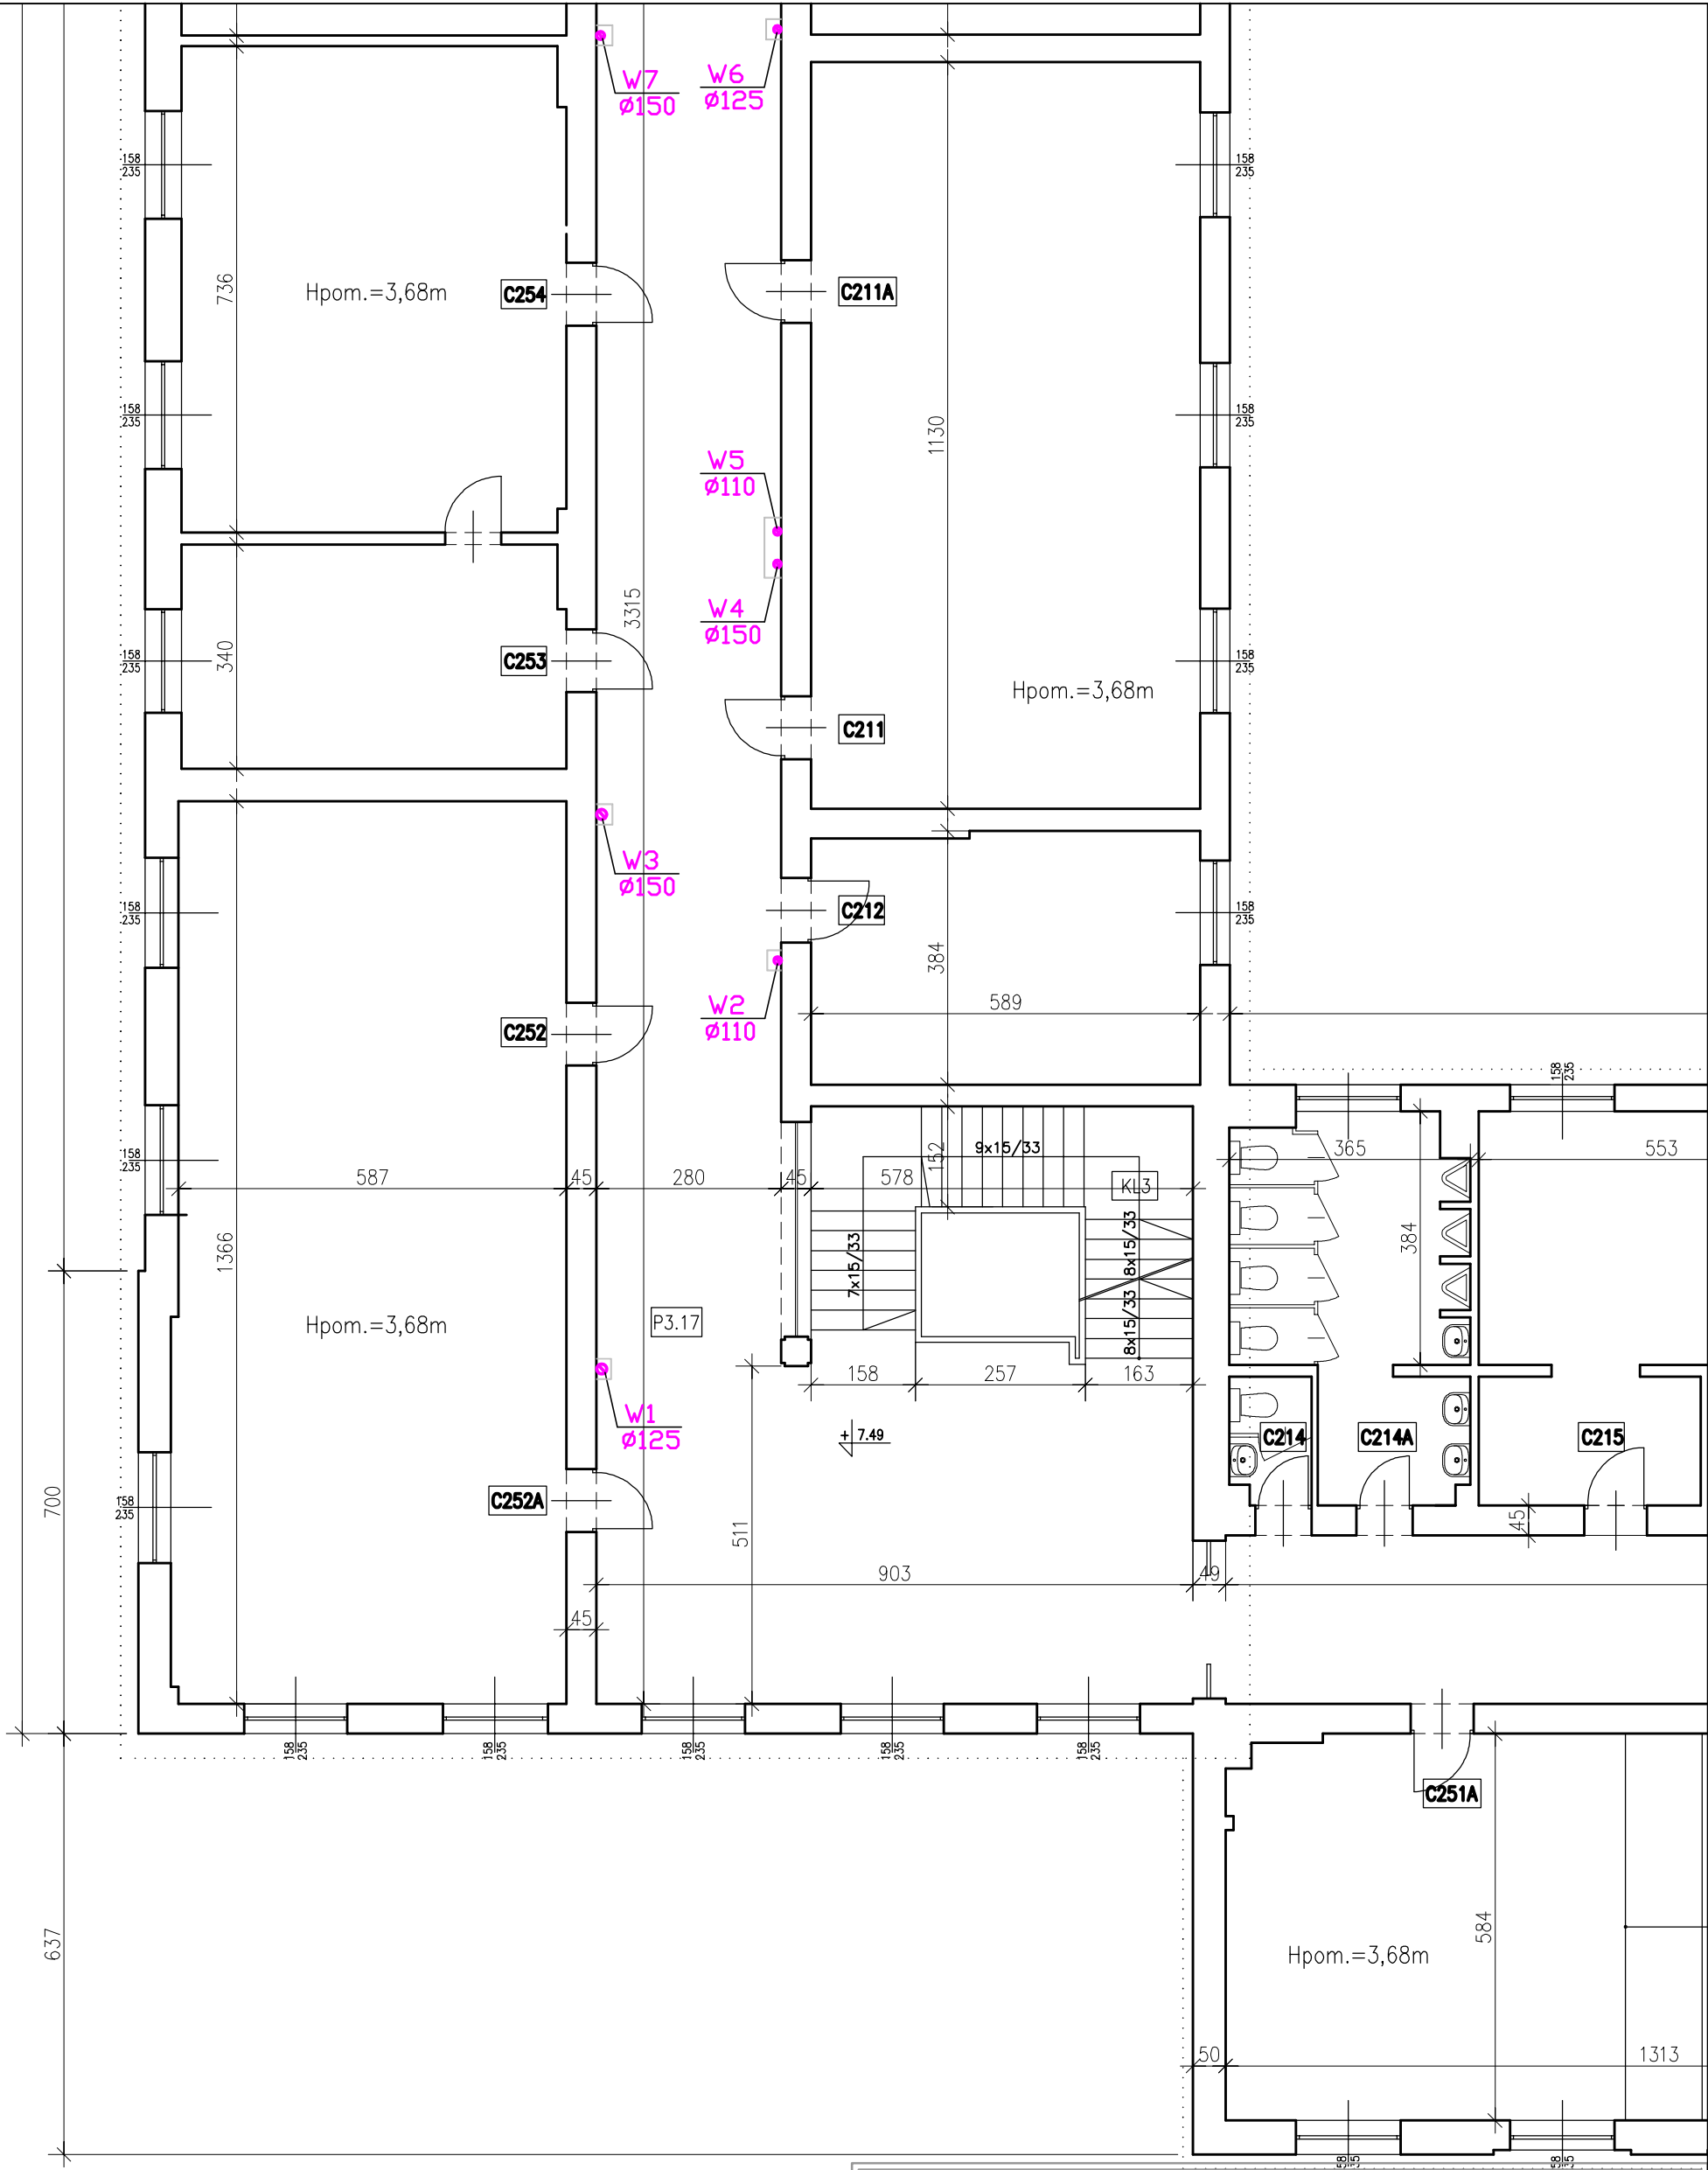 W7
ø150
W6
ø125
158
235
158
235
736
Hpom.=3,68m
C254
C211A
158
235
1130
158
235
W5
ø110
3315
W4
ø150
340
C253
158
235
Hpom.=3,68m
158
235
C211
W3
ø150
158
235
C212
158
235
384
W2
ø110
589
C252
158
235
152
9x15/33
365
553
158
235
587
45
280
45
578
KL3
384
1366
7x15/33
8x15/33
8x15/33
Hpom.=3,68m
P3.17
158
257
163
W1
ø125
+ 7.49
C214
C214A
C215
700
C252A
158
235
511
45
903
49
45
158
235
158
235
158
235
158
235
158
235
C251A
637
584
Hpom.=3,68m
50
1313
158
235
158
235